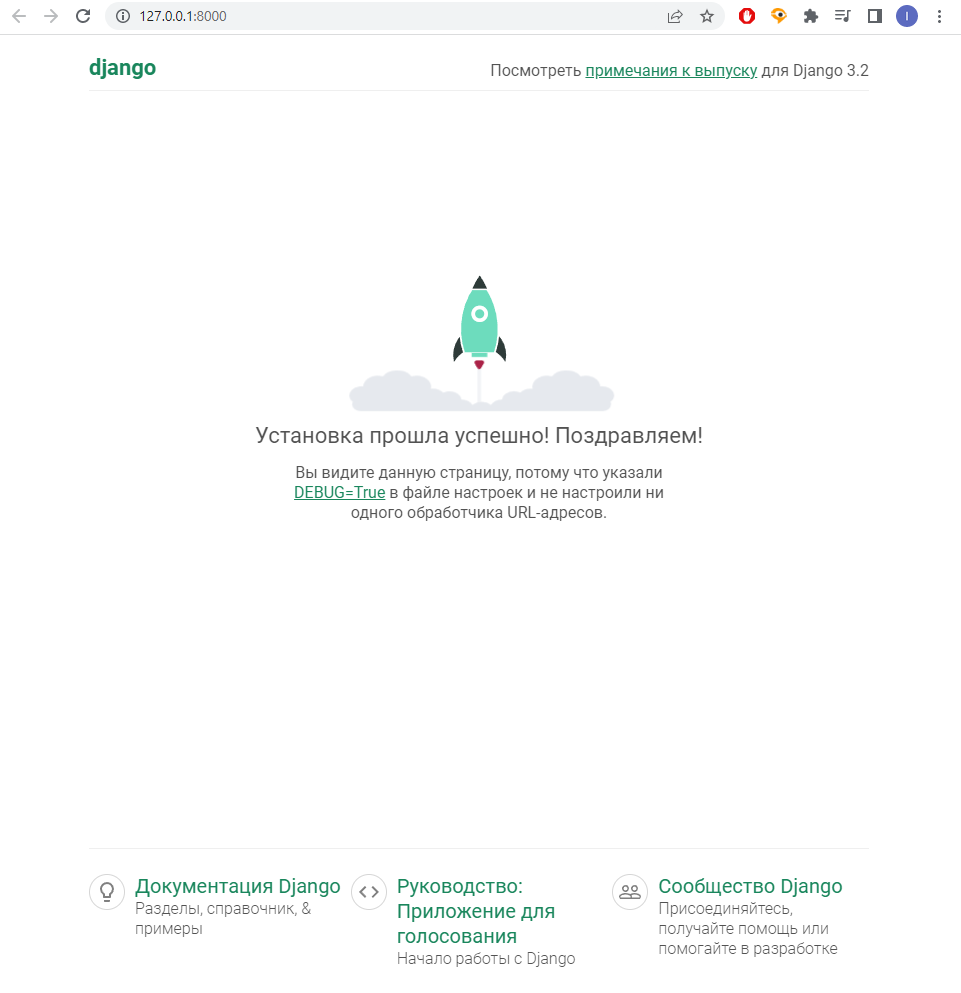 127.0.0.1:8000
I
django
Посмотреть примечания к выпуску для Django 3.2
Установка прошла успешно! Поздравляем!
Вы видите данную страницу, потому что указали
DEBUG=True в файле настроек и не настроили ни
одного обработчика URL-адресов.
Документация Django
Разделы, справочник, &
примеры
Руководство:
Приложение для
голосования
Начало работы с Django
Сообщество Django
Присоединяйтесь,
получайте помощь или
помогайте в разработке